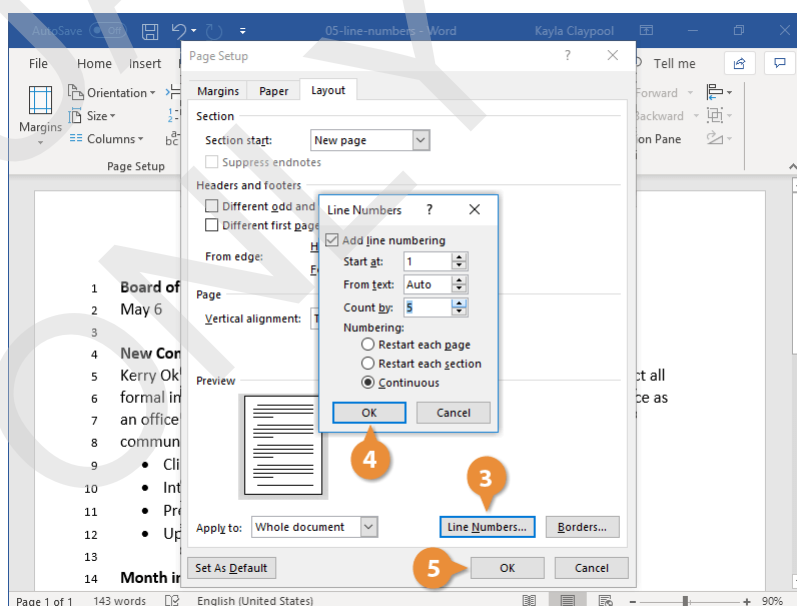 AutoSave Off 05-line-numbers - Word Kayla Claypool
File Home Insert Tell me
Page Setup ? ×
Margins
Orientation
Size
Columns
Page Setup
Forward
Backward
on Pane
Margins Paper Layout
Section
Section start: New page
Suppress endnotes
Headers and footers
Different odd and
Different first page
From edge:
Page
Vertical alignment:
Preview
Apply to: Whole document
Line Numbers... Borders...
Set As Default OK Cancel
Line Numbers ? ×
Add line numbering
Start at: 1
From text: Auto
Count by: 5
Numbering:
Restart each page
Restart each section
Continuous
OK Cancel
4
3
5
1 Board of
2 May 6
3
4 New Con
5 Kerry Ok ct all
6 formal in ce as
7 an office
8 commun
9 • Cli
10 • Int
11 • Pro
12 • Up
13
14 Month in
Page 1 of 1 143 words English (United States) 90%
ONLY